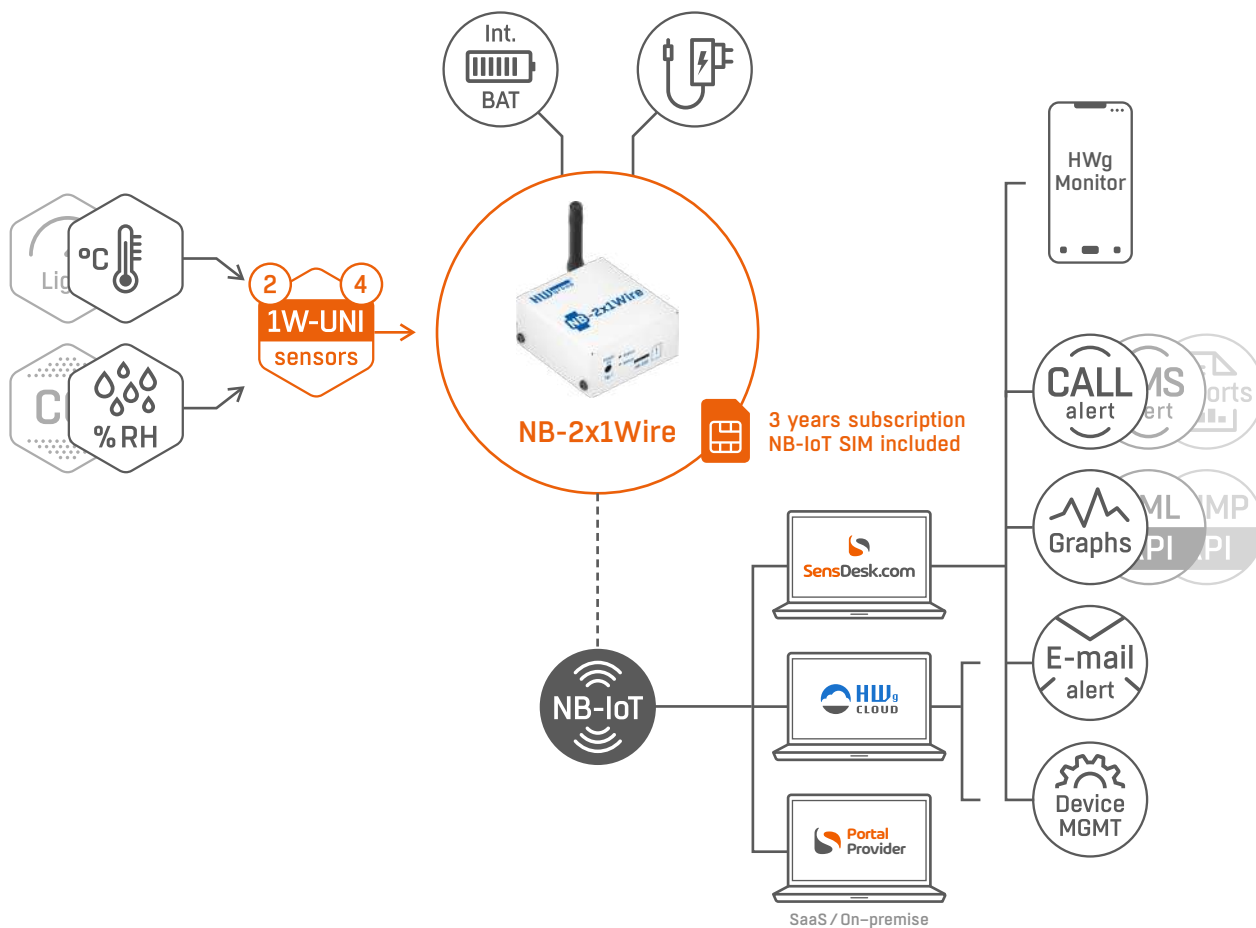 Int.
BAT
HWg
Monitor
°C
2
4
1W-UNI
sensors
%RH
HWgroup
NB-2x1Wire
NB-2x1Wire
3 years subscription
NB-IoT SIM included
CALL
alert
Graphs
SensDesk.com
NB-IoT
HWg
CLOUD
E-mail
alert
Device
MGMT
Portal
Provider
SaaS / On-premise